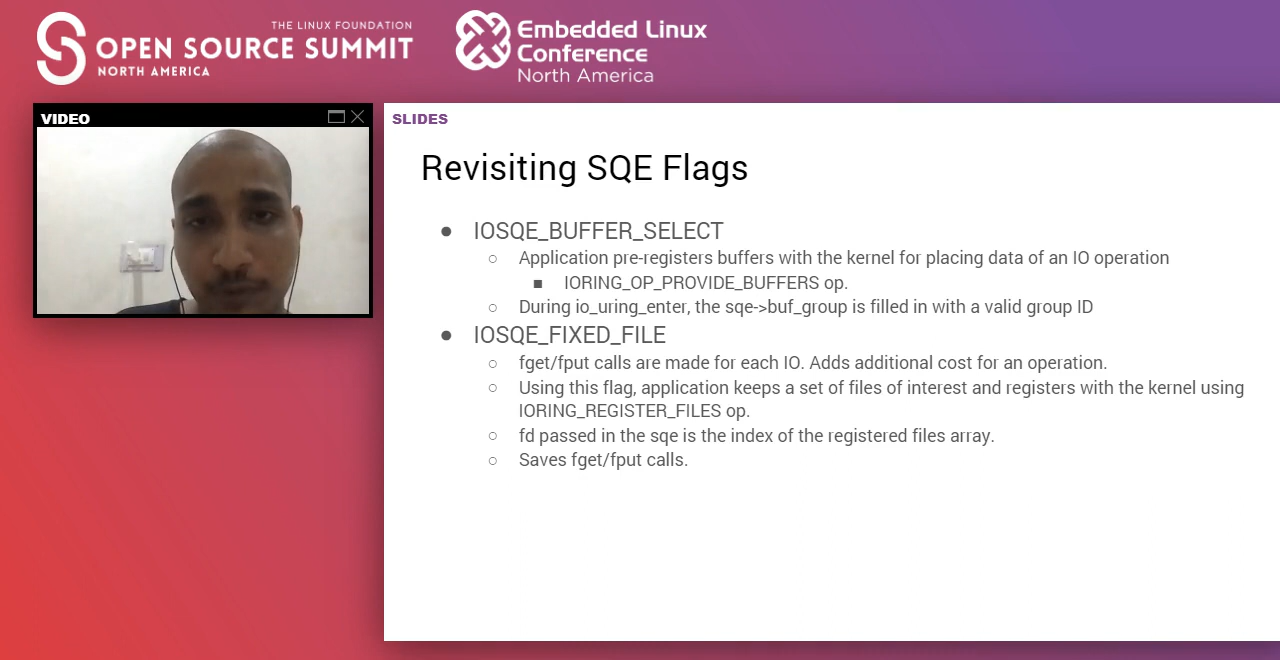 THE LINUX FOUNDATION
OPEN SOURCE SUMMIT
NORTH AMERICA
Embedded Linux
Conference
North America
VIDEO
SLIDES
Revisiting SQE Flags
● IOSQE_BUFFER_SELECT
○ Application pre-registers buffers with the kernel for placing data of an IO operation
■ IORING_OP_PROVIDE_BUFFERS op.
○ During io_uring_enter, the sqe->buf_group is filled in with a valid group ID
● IOSQE_FIXED_FILE
○ fget/fput calls are made for each IO. Adds additional cost for an operation.
○ Using this flag, application keeps a set of files of interest and registers with the kernel using
IORING_REGISTER_FILES op.
○ fd passed in the sqe is the index of the registered files array.
○ Saves fget/fput calls.